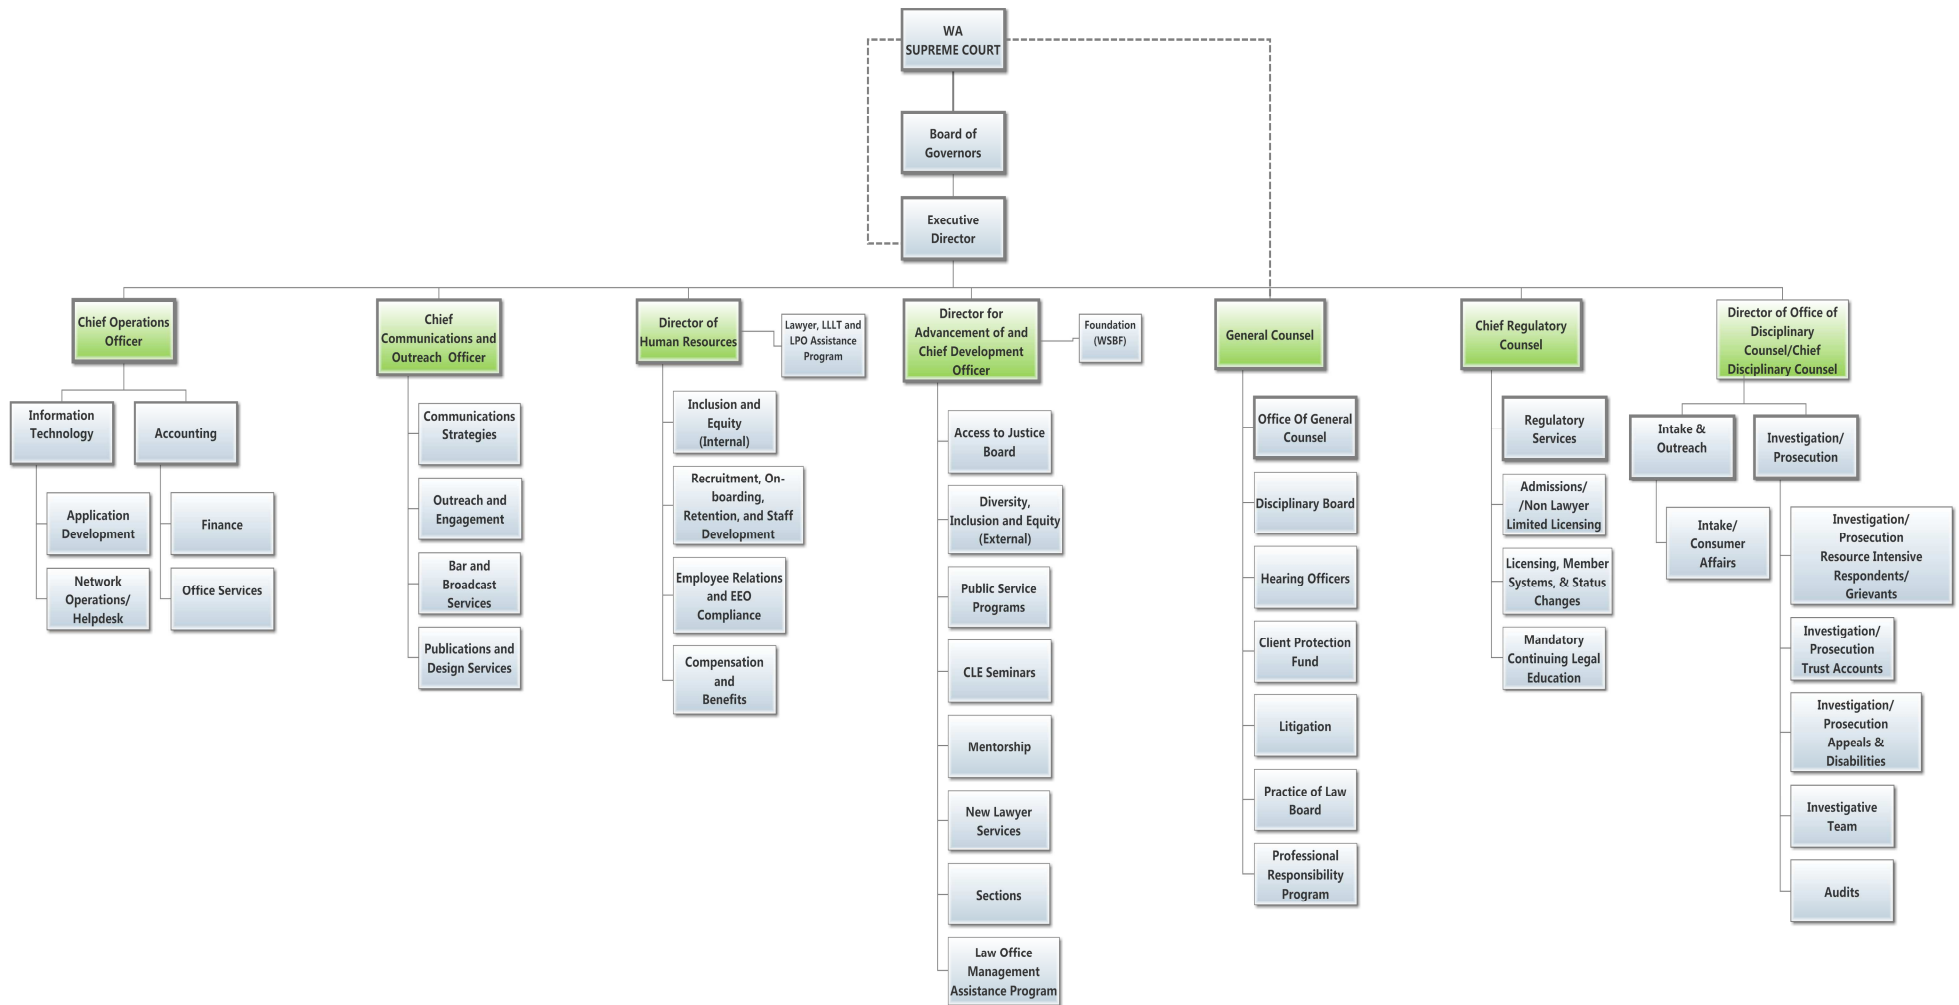 WA
SUPREME COURT
Board of
Governors
Executive
Director
Chief Operations
Officer
Information
Technology
Application
Development
Network
Operations/
Helpdesk
Accounting
Finance
Office Services
Chief
Communications and
Outreach Officer
Communications
Strategies
Outreach and
Engagement
Bar and
Broadcast
Services
Publications and
Design Services
Director of
Human Resources
Lawyer, LLLT and
LPO Assistance
Program
Inclusion and
Equity
(Internal)
Recruitment, On-
boarding,
Retention, and Staff
Development
Employee Relations
and EEO
Compliance
Compensation
and
Benefits
Director for
Advancement of and
Chief Development
Officer
Foundation
(WSBF)
Access to Justice
Board
Diversity,
Inclusion and Equity
(External)
Public Service
Programs
CLE Seminars
Mentorship
New Lawyer
Services
Sections
Law Office
Management
Assistance Program
General Counsel
Office Of General
Counsel
Disciplinary Board
Hearing Officers
Client Protection
Fund
Litigation
Practice of Law
Board
Professional
Responsibility
Program
Chief Regulatory
Counsel
Regulatory
Services
Admissions/
/Non Lawyer
Limited Licensing
Licensing, Member
Systems, & Status
Changes
Mandatory
Continuing Legal
Education
Director of Office of
Disciplinary
Counsel/Chief
Disciplinary Counsel
Intake &
Outreach
Intake/
Consumer
Affairs
Investigation/
Prosecution
Investigation/
Prosecution
Resource Intensive
Respondents/
Grievants
Investigation/
Prosecution
Trust Accounts
Investigation/
Prosecution
Appeals &
Disabilities
Investigative
Team
Audits